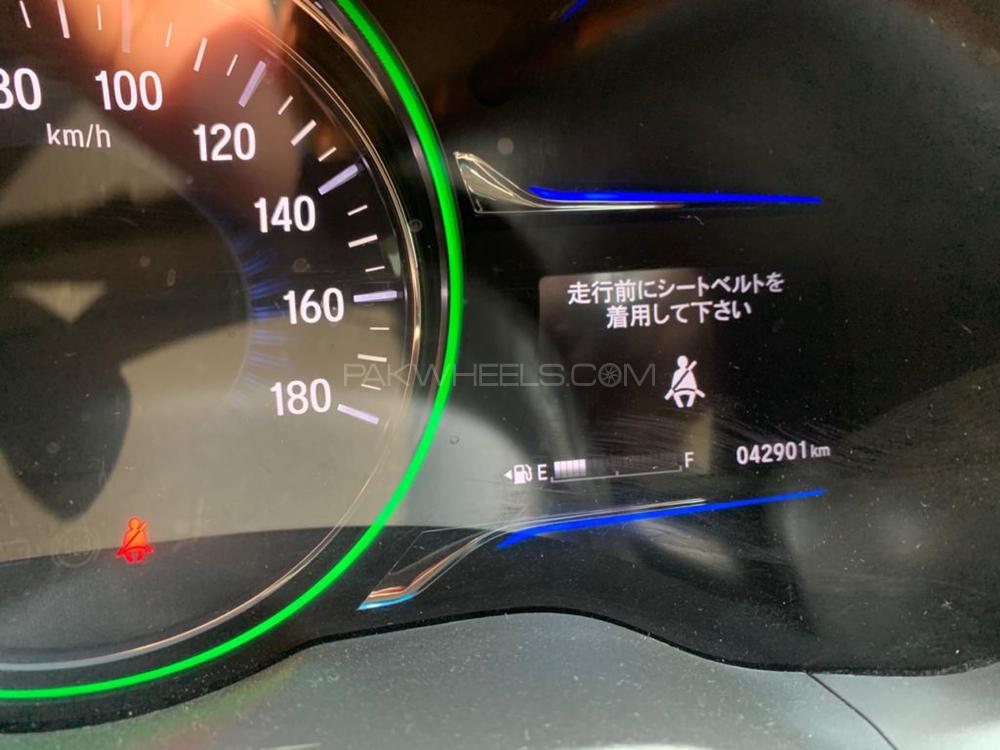 80
100
km/h
120
140
160
180
走行前にシートベルトを
着用して下さい
PAKWHEELS.COM
E
F
042901 km